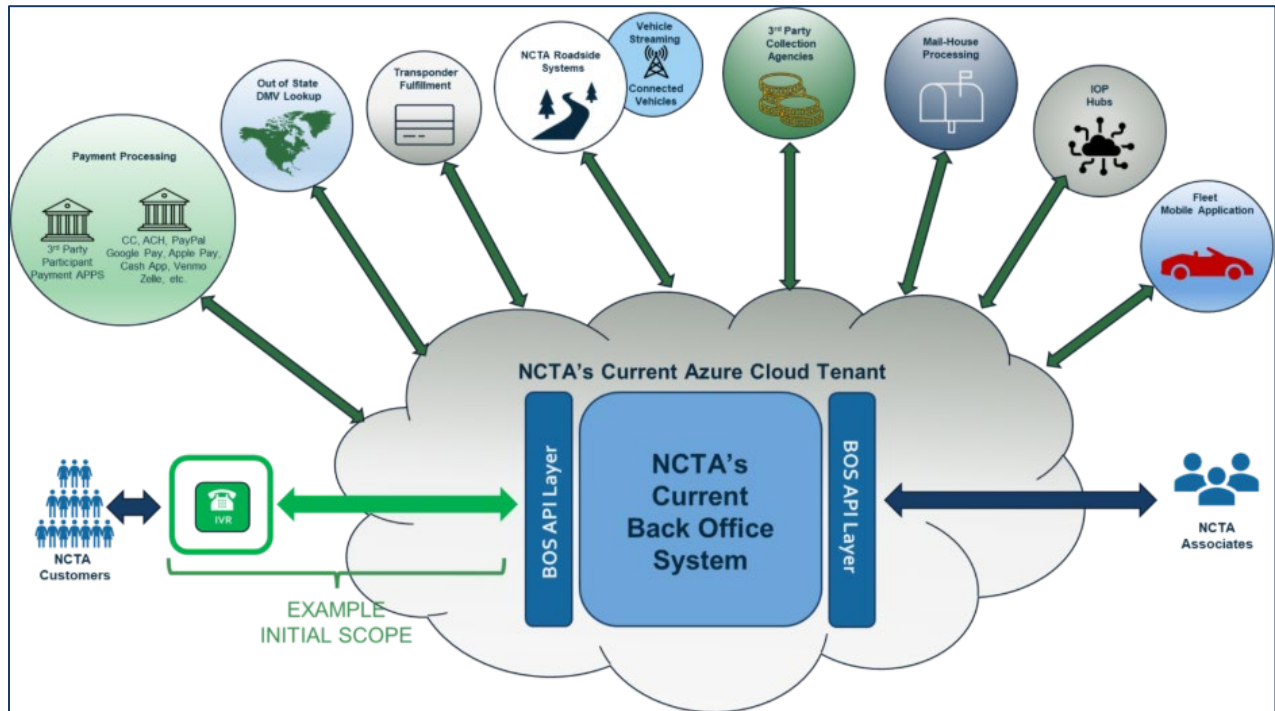 Payment Processing
3rd Party
Participant
Payment APPS
CC, ACH, PayPal
Google Pay, Apple Pay,
Cash App, Venmo
Zelle, etc.
Out of State
DMV Lookup
Transponder
Fulfillment
NCTA Roadside
Systems
Vehicle
Streaming
Connected
Vehicles
3rd Party
Collection
Agencies
Mail-House
Processing
IOP
Hubs
Fleet
Mobile Application
NCTA's Current Azure Cloud Tenant
BOS API Layer
NCTA's
Current
Back Office
System
BOS API Layer
NCTA
Customers
IVR
EXAMPLE
INITIAL SCOPE
NCTA
Associates